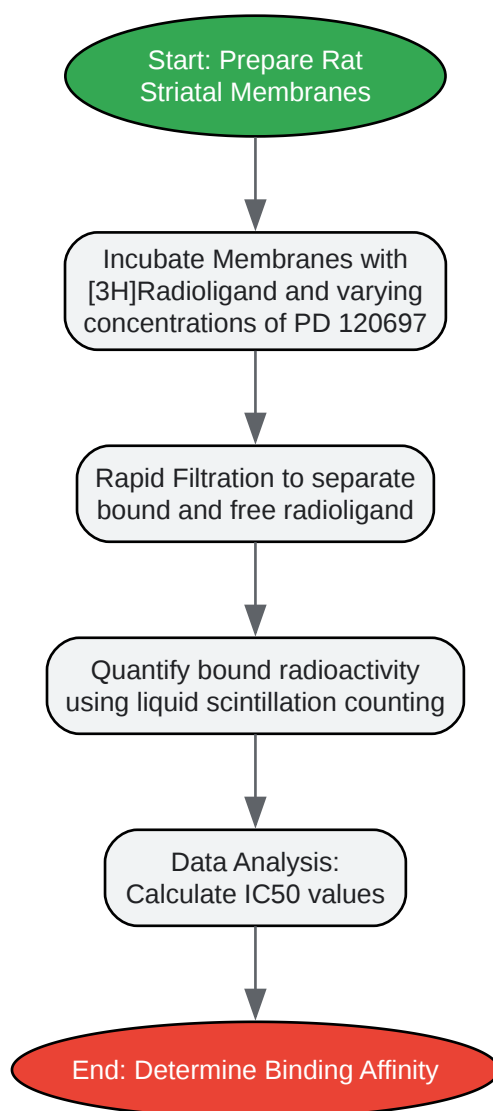 Start: Prepare Rat
Striatal Membranes
Incubate Membranes with
[3H]Radioligand and varying
concentrations of PD 120697
Rapid Filtration to separate
bound and free radioligand
Quantify bound radioactivity
using liquid scintillation counting
Data Analysis:
Calculate IC50 values
End: Determine Binding Affinity